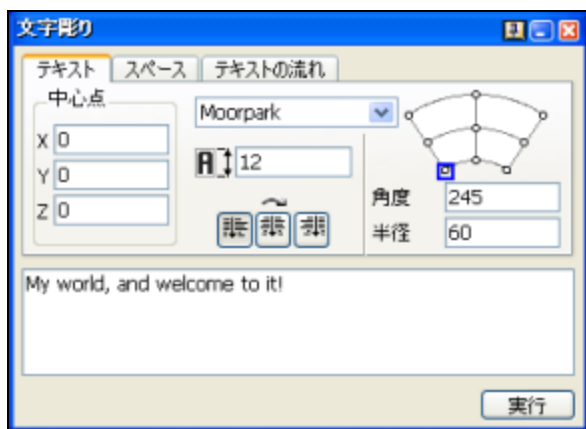 文字彫り
テキスト スペース テキストの流れ
中心点
Moorpark
X 0
A 12
Y 0
角度 245
Z 0
半径 60
My world, and welcome to it!
実行